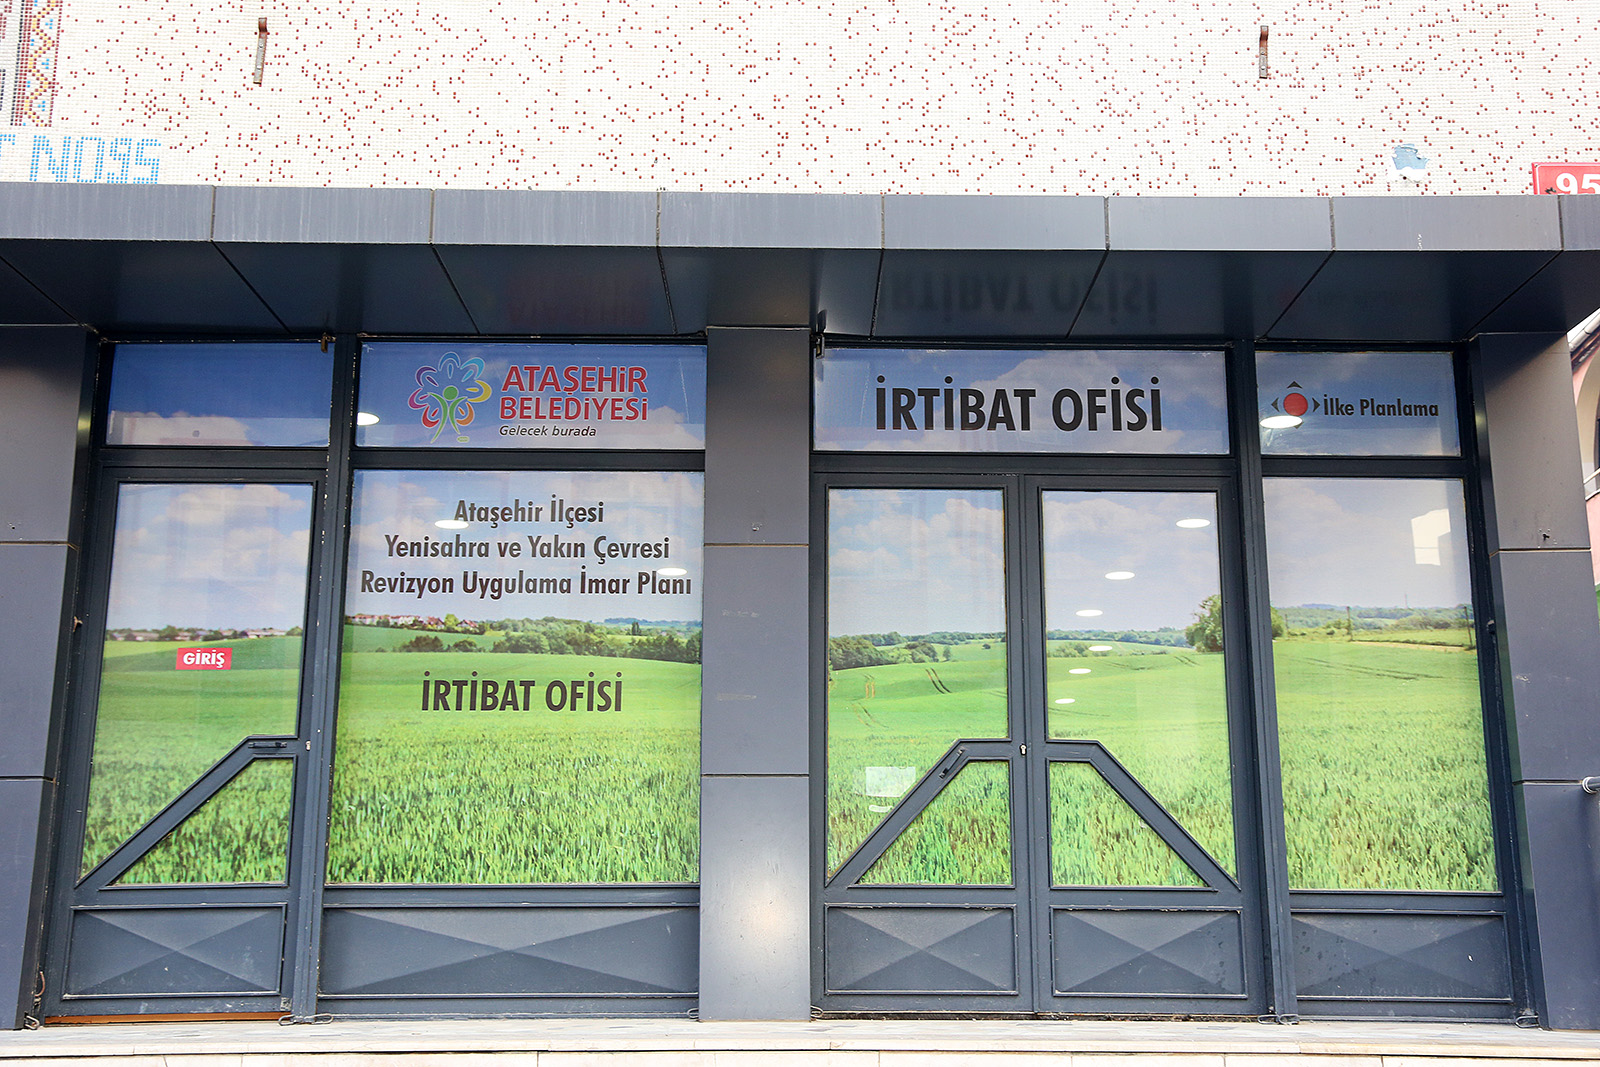 NOSS
95
ATAŞEHİR
BELEDİYESİ
Gelecek burada
İRTİBAT OFİSİ
İlke Planlama
Ataşehir İlçesi
Yenisahra ve Yakın Çevresi
Revizyon Uygulama İmar Planı
GİRİŞ
İRTİBAT OFİSİ